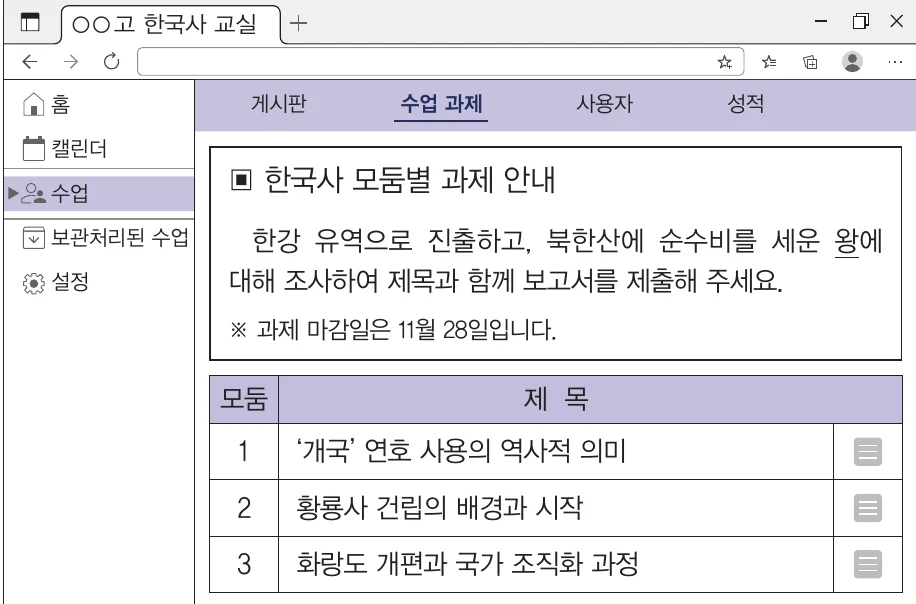 ○○고 한국사 교실
홈
캘린더
수업
보관처리된 수업
설정
게시판 수업 과제 사용자 성적
▣ 한국사 모둠별 과제 안내
한강 유역으로 진출하고, 북한산에 순수비를 세운 왕에
대해 조사하여 제목과 함께 보고서를 제출해 주세요.
※ 과제 마감일은 11월 28일입니다.
모둠 제 목
1 ‘개국’ 연호 사용의 역사적 의미
2 황룡사 건립의 배경과 시작
3 화랑도 개편과 국가 조직화 과정